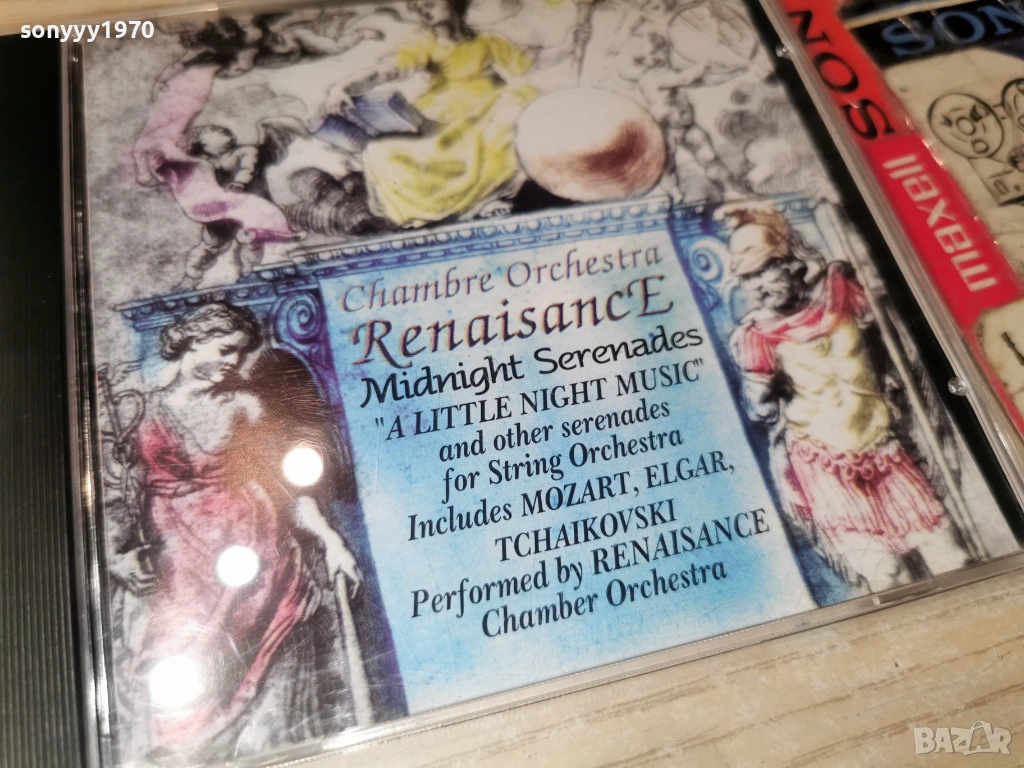 sonyyy1970
Chambre Orchestra
RenaisancE
Midnight Serenades
"A LITTLE NIGHT MUSIC"
and other serenades
for String Orchestra
Includes MOZART, ELGAR,
TCHAIKOVSKI
Performed by RENAISANCE
Chamber Orchestra
SON
NOS
maxell
BAZAR